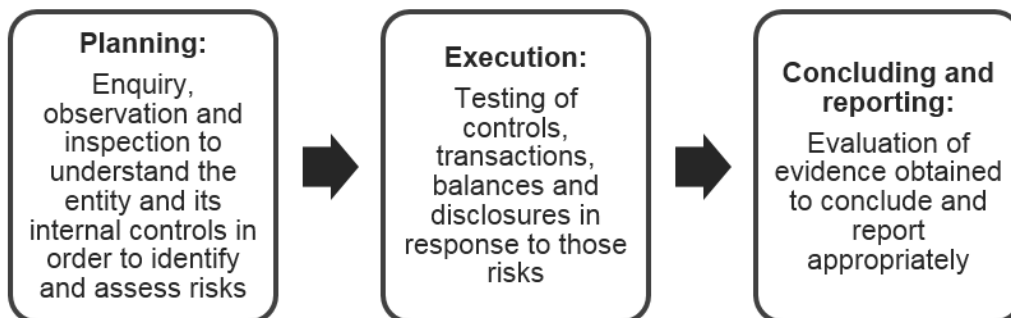 Planning:
Enquiry,
observation and
inspection to
understand the
entity and its
internal controls in
order to identify
and assess risks
Execution:
Testing of
controls,
transactions,
balances and
disclosures in
response to those
risks
Concluding and
reporting:
Evaluation of
evidence obtained
to conclude and
report
appropriately